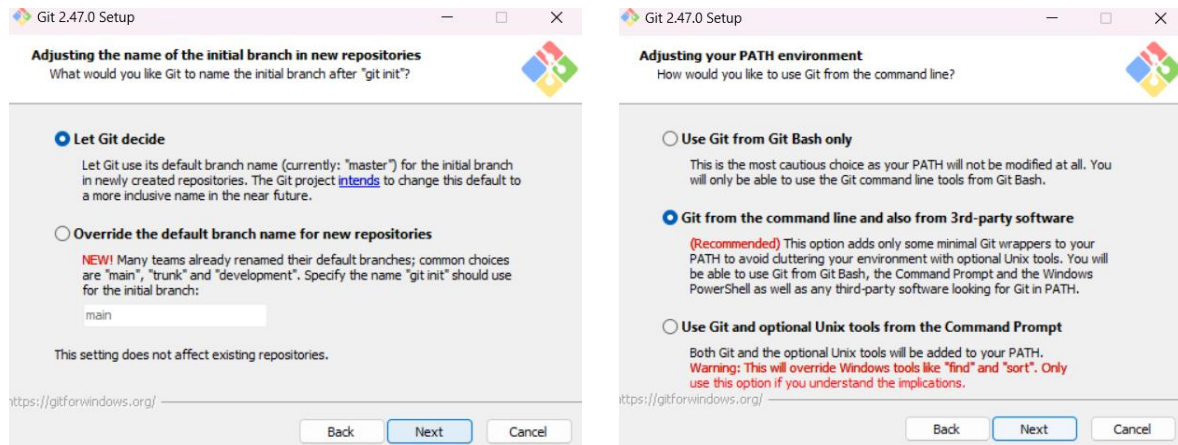 Git 2.47.0 Setup
Adjusting the name of the initial branch in new repositories
What would you like Git to name the initial branch after "git init"?
Let Git decide
Let Git use its default branch name (currently: "master") for the initial branch
in newly created repositories. The Git project intends to change this default to
a more inclusive name in the near future.
Override the default branch name for new repositories
NEW! Many teams already renamed their default branches; common choices
are "main", "trunk" and "development". Specify the name "git init" should use
for the initial branch:
main
This setting does not affect existing repositories.
ttps://gitforwindows.org/
Back
Next
Cancel
Git 2.47.0 Setup
Adjusting your PATH environment
How would you like to use Git from the command line?
Use Git from Git Bash only
This is the most cautious choice as your PATH will not be modified at all. You
will only be able to use the Git command line tools from Git Bash.
Git from the command line and also from 3rd-party software
(Recommended) This option adds only some minimal Git wrappers to your
PATH to avoid cluttering your environment with optional Unix tools. You will
be able to use Git from Git Bash, the Command Prompt and the Windows
PowerShell as well as any third-party software looking for Git in PATH.
Use Git and optional Unix tools from the Command Prompt
Both Git and the optional Unix tools will be added to your PATH.
Warning: This will override Windows tools like "find" and "sort". Only
use this option if you understand the implications.
ttps://gitforwindows.org/
Back
Next
Cancel